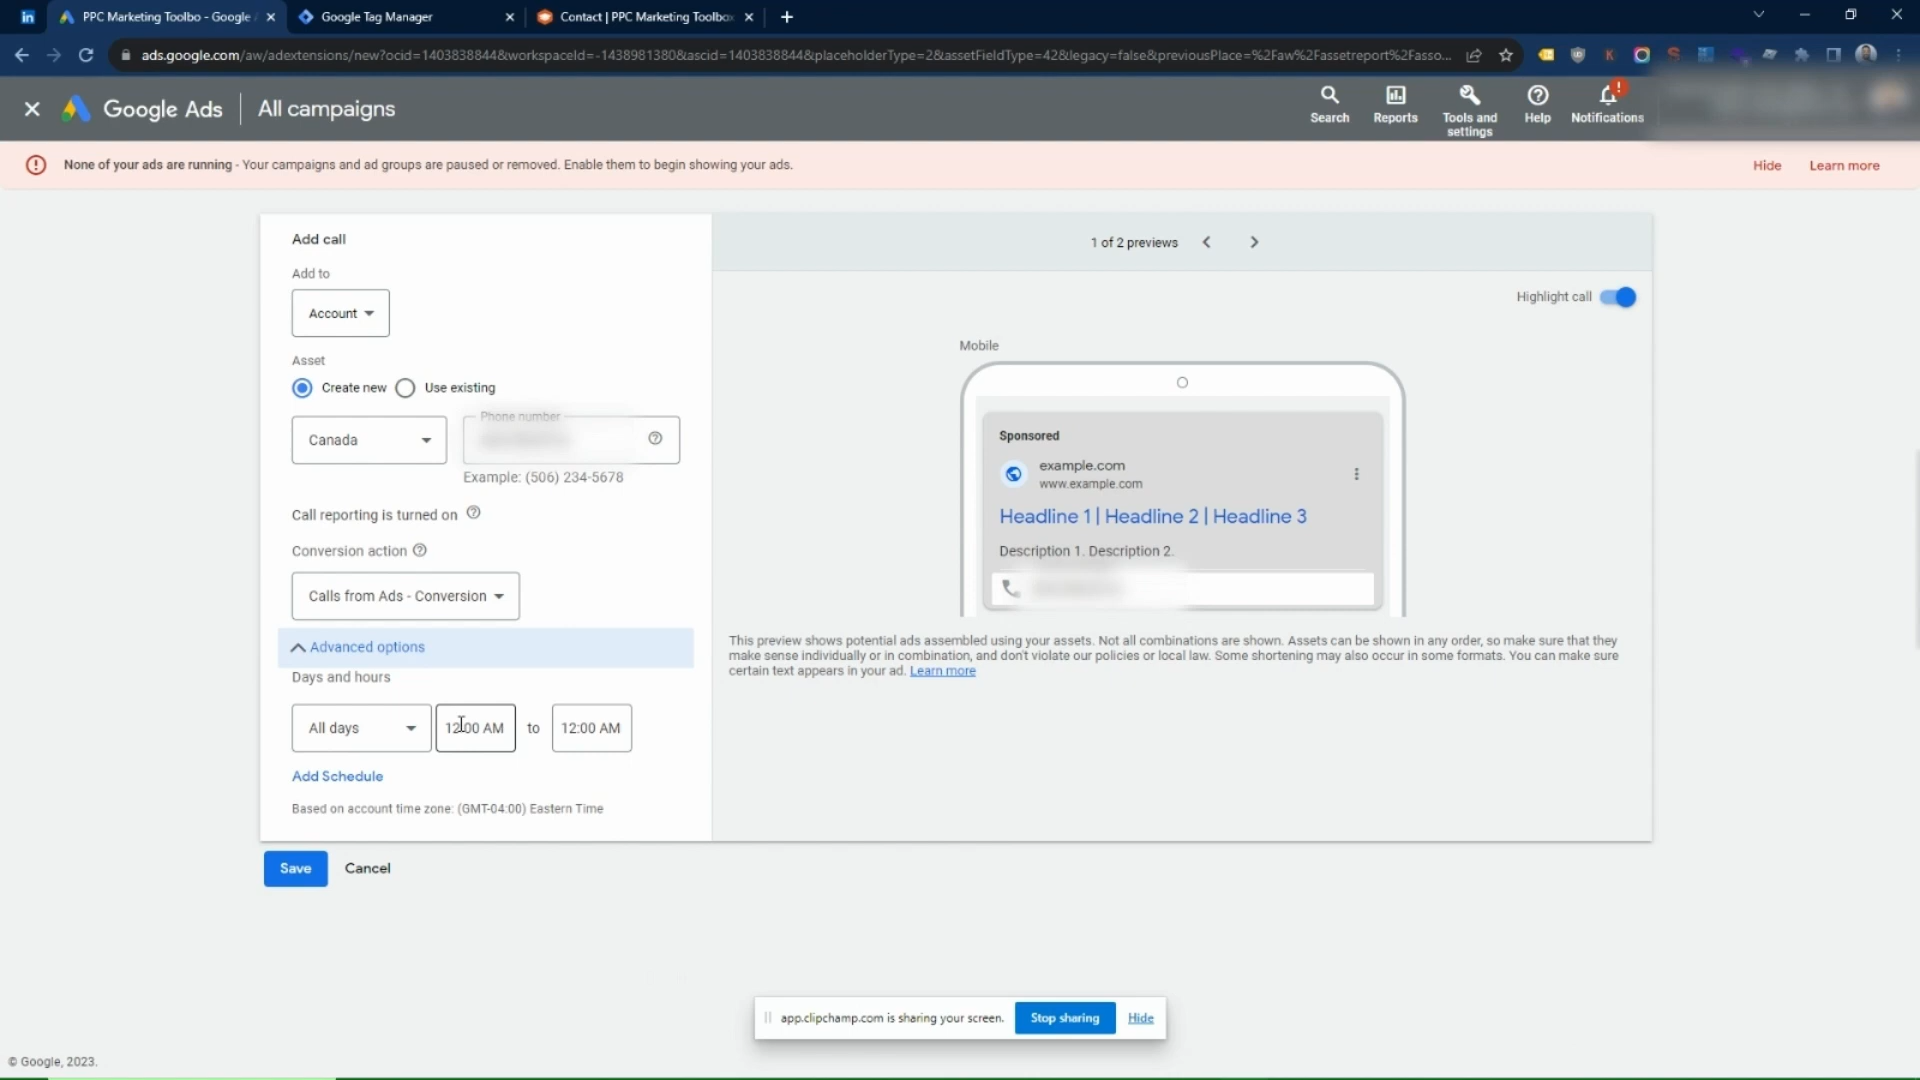 in
PPC Marketing Toolbo - Google
Google Tag Manager
Contact | PPC Marketing Toolbox
ads.google.com/aw/adextensions/new?ocid=1403838844&workspaceId=-1438981380&ascid=1403838844&placeholderType=2&assetFieldType=42&legacy=false&previousPlace=%2Faw%2Fassetreport%2Fasso...
Google Ads
All campaigns
Search
Reports
Tools and
settings
Help
Notifications
None of your ads are running - Your campaigns and ad groups are paused or removed. Enable them to begin showing your ads.
Hide
Learn more
Add call
Add to
Account
Asset
Create new
Use existing
Canada
Phone number
Example: (506) 234-5678
Call reporting is turned on
Conversion action
Calls from Ads - Conversion
Advanced options
Days and hours
All days
12:00 AM
to
12:00 AM
Add Schedule
Based on account time zone: (GMT-04:00) Eastern Time
Save
Cancel
1 of 2 previews
Highlight call
Mobile
Sponsored
example.com
www.example.com
Headline 1 | Headline 2 | Headline 3
Description 1. Description 2.
This preview shows potential ads assembled using your assets. Not all combinations are shown. Assets can be shown in any order, so make sure that they
make sense individually or in combination, and don't violate our policies or local law. Some shortening may also occur in some formats. You can make sure
certain text appears in your ad. Learn more
app.clipchamp.com is sharing your screen.
Stop sharing
Hide
© Google, 2023.